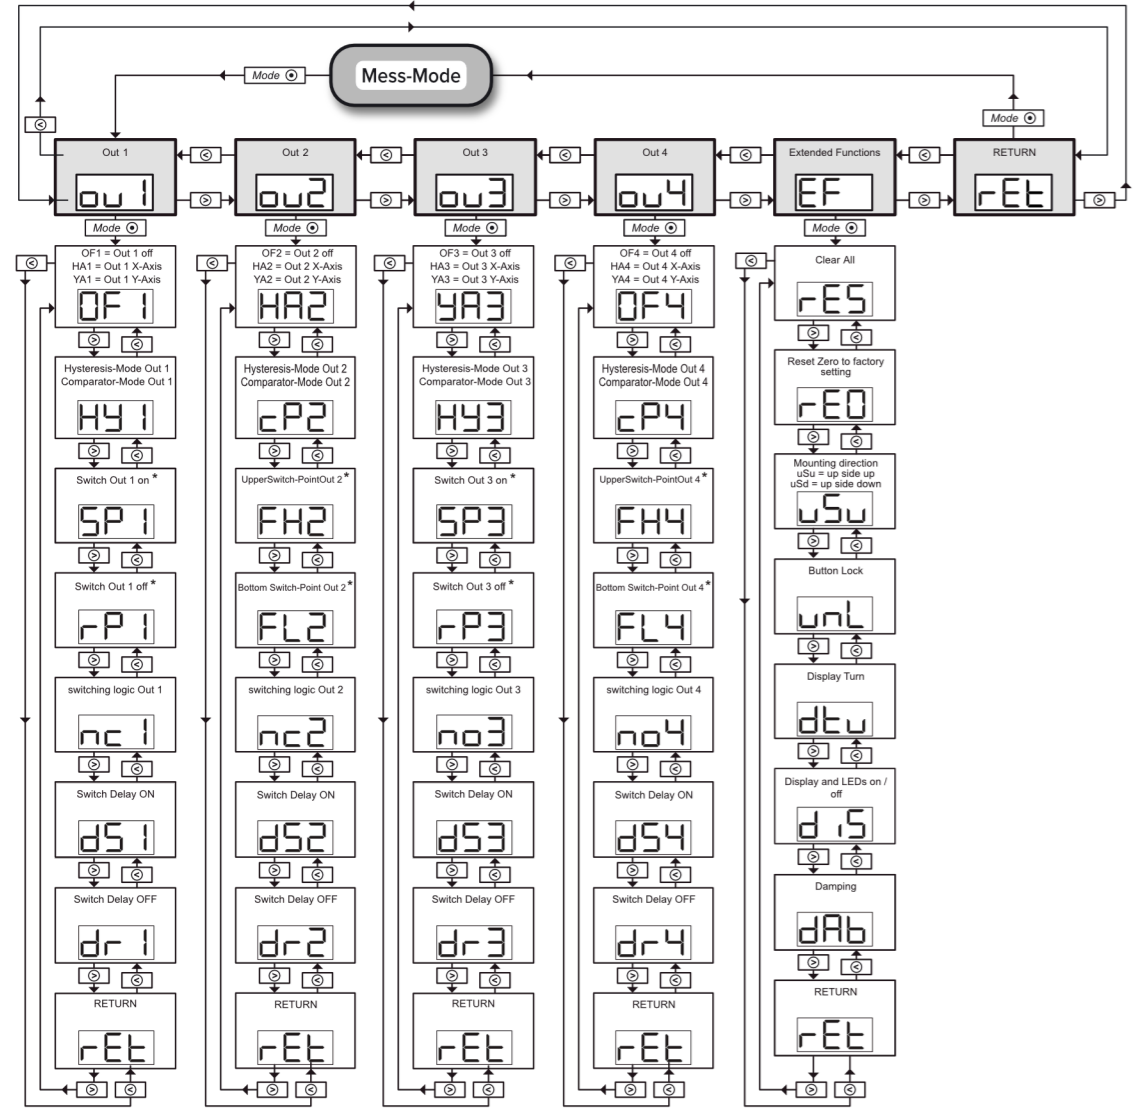 Mess-Mode
Mode
Mode
Out 1
Out 2
Out 3
Out 4
Extended Functions
RETURN
ou1
ou2
ou3
ou4
EF
rEt
Mode
Mode
Mode
Mode
Mode
OF1 = Out 1 off
HA1 = Out 1 X-Axis
YA1 = Out 1 Y-Axis
OF1
Hysteresis-Mode Out 1
Comparator-Mode Out 1
HY1
Switch Out 1 on *
SP1
Switch Out 1 off *
rP1
switching logic Out 1
nc1
Switch Delay ON
dS1
Switch Delay OFF
dr1
RETURN
rEt
OF2 = Out 2 off
HA2 = Out 2 X-Axis
YA2 = Out 2 Y-Axis
HA2
Hysteresis-Mode Out 2
Comparator-Mode Out 2
cP2
UpperSwitch-PointOut 2 *
FH2
Bottom Switch-Point Out 2 *
FL2
switching logic Out 2
nc2
Switch Delay ON
dS2
Switch Delay OFF
dr2
RETURN
rEt
OF3 = Out 3 off
HA3 = Out 3 X-Axis
YA3 = Out 3 Y-Axis
YA3
Hysteresis-Mode Out 3
Comparator-Mode Out 3
HY3
Switch Out 3 on *
SP3
Switch Out 3 off *
rP3
switching logic Out 3
no3
Switch Delay ON
dS3
Switch Delay OFF
dr3
RETURN
rEt
OF4 = Out 4 off
HA4 = Out 4 X-Axis
YA4 = Out 4 Y-Axis
OF4
Hysteresis-Mode Out 4
Comparator-Mode Out 4
cP4
UpperSwitch-PointOut 4 *
FH4
Bottom Switch-Point Out 4 *
FL4
switching logic Out 4
no4
Switch Delay ON
dS4
Switch Delay OFF
dr4
RETURN
rEt
Clear All
rES
Reset Zero to factory
setting
rE0
Mounting direction
uSu = up side up
uSd = up side down
uSu
Button Lock
unL
Display Turn
dtu
Display and LEDs on /
off
diS
Damping
dAb
RETURN
rEt